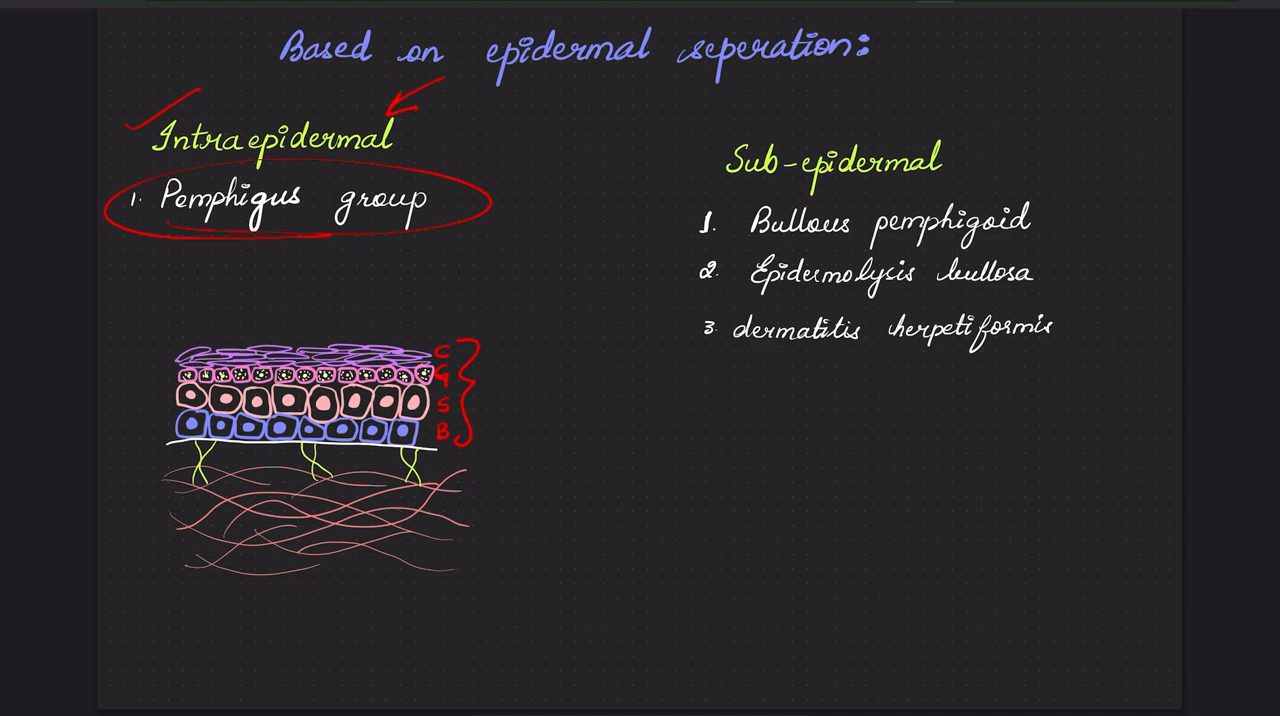 Based on epidermal seperation:
Intraepidermal
1. Pemphigus group
Sub-epidermal
1. Bullous pemphigoid
2. Epidermolysis bullosa
3. dermatitis herpetiformis
C
G
S
B